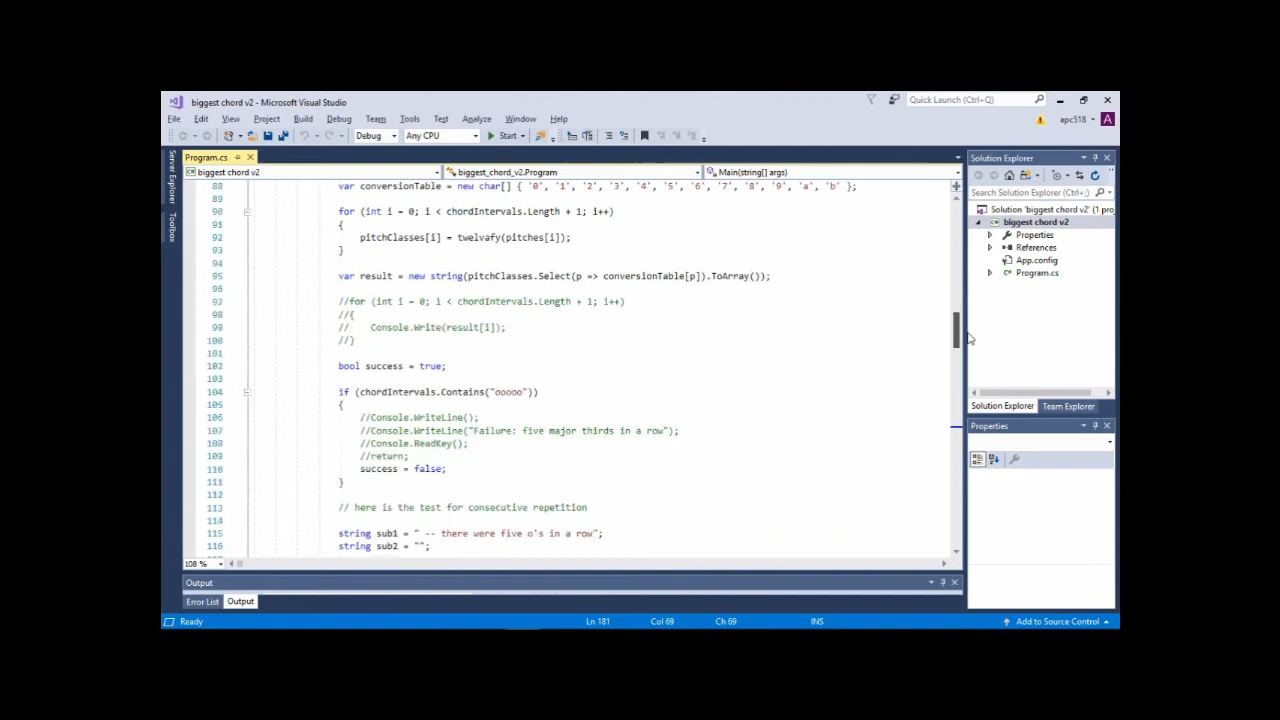 biggest chord v2 - Microsoft Visual Studio
Quick Launch (Ctrl+Q)
File Edit View Project Build Debug Team Tools Test Analyze Window Help
apc518 A
Debug Any CPU Start
Server Explorer
Toolbox
Program.cs
biggest chord v2 biggest_chord_v2.Program Main(string[] args)
88 var conversionTable = new char[] { '0', '1', '2', '3', '4', '5', '6', '7', '8', '9', 'a', 'b' };
89
90 for (int i = 0; i < chordIntervals.Length + 1; i++)
91 {
92 pitchClasses[i] = twelvafy(pitches[i]);
93 }
94
95 var result = new string(pitchClasses.Select(p => conversionTable[p]).ToArray());
96
97 //for (int i = 0; i < chordIntervals.Length + 1; i++)
98 //{
99 // Console.Write(result[i]);
100 //}
101
102 bool success = true;
103
104 if (chordIntervals.Contains("ooooo"))
105 {
106 //Console.WriteLine();
107 //Console.WriteLine("Failure: five major thirds in a row");
108 //Console.ReadKey();
109 //return;
110 success = false;
111 }
112
113 // here is the test for consecutive repetition
114
115 string sub1 = " -- there were five o's in a row";
116 string sub2 = "";
108 %
Output
Error List Output
Solution Explorer
Search Solution Explorer (Ctrl+;)
Solution 'biggest chord v2' (1 proj
biggest chord v2
Properties
References
App.config
Program.cs
Solution Explorer Team Explorer
Properties
Ready Ln 181 Col 69 Ch 69 INS Add to Source Control